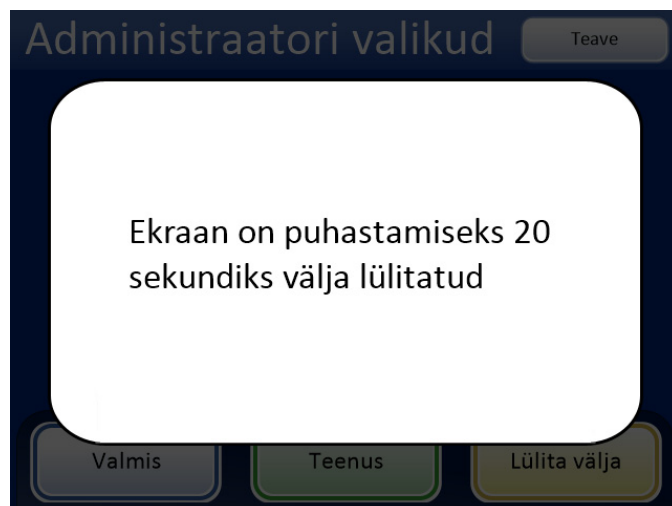 Administraatori valikud
Teave
Ekraan on puhastamiseks 20
sekundiks välja lülitatud
Valmis
Teenus
Lülita välja